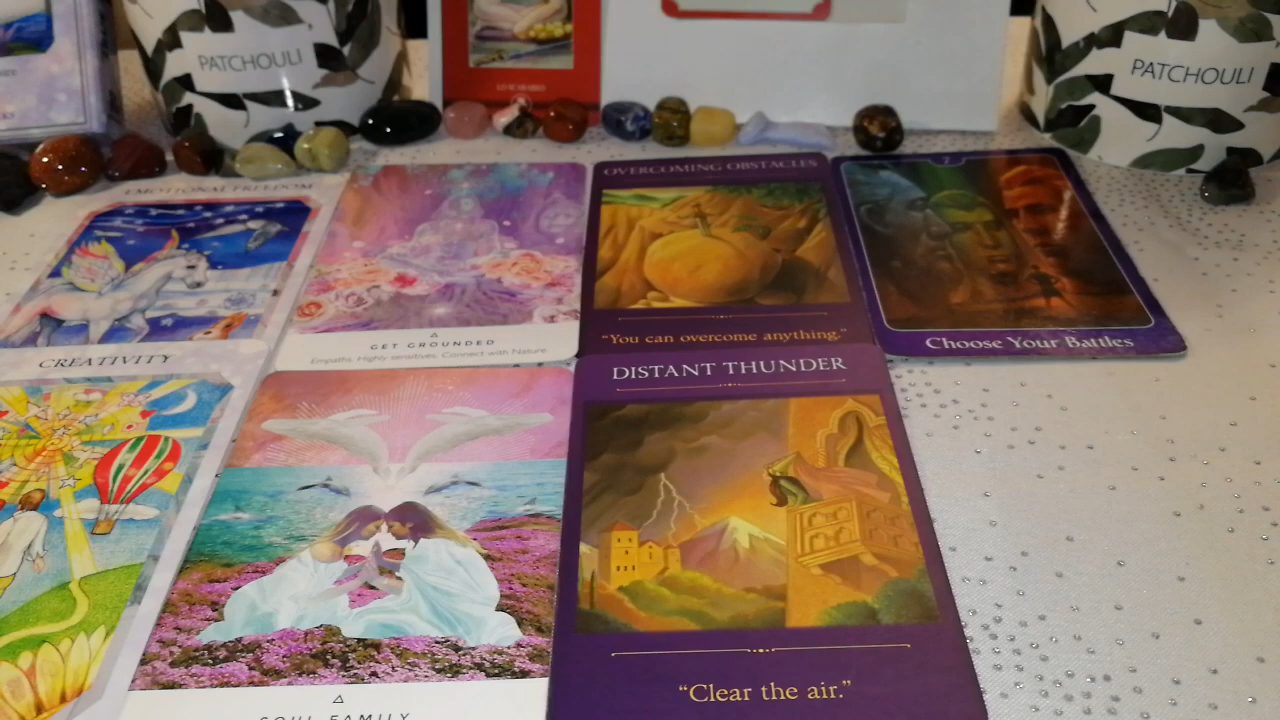 PATCHOULI
PATCHOULI
EMOTIONAL FREEDOM
OVERCOMING OBSTACLES
7
"You can overcome anything."
GET GROUNDED
Empaths, Highly sensitives, Connect with Nature.
Choose Your Battles
CREATIVITY
DISTANT THUNDER
"Clear the air."
SOUL FAMILY